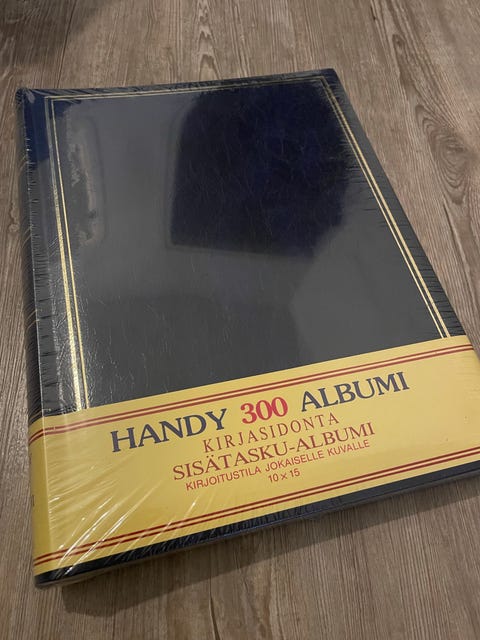 HANDY 300 ALBUMI
KIRJASIDONTA
SISÄTASKU-ALBUMI
KIRJOITUSTILA JOKAISELLE KUVALLE
10 x 15